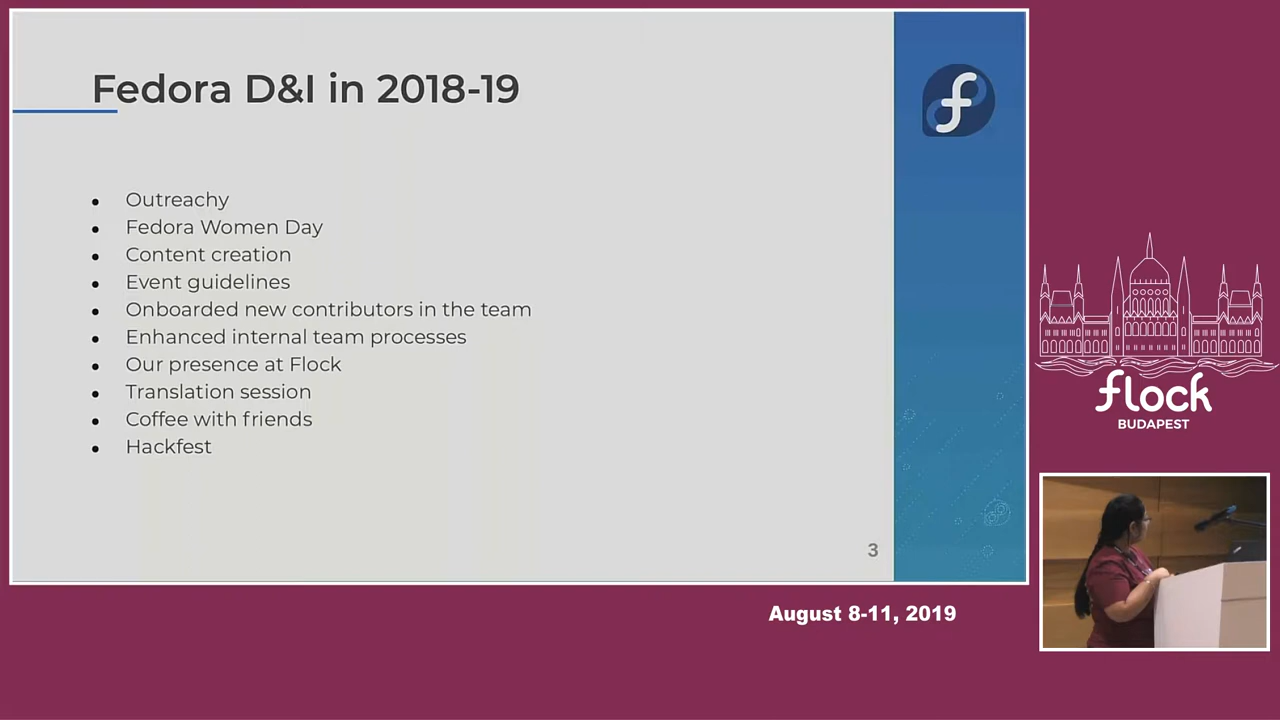 Fedora D&I in 2018-19
• Outreachy
• Fedora Women Day
• Content creation
• Event guidelines
• Onboarded new contributors in the team
• Enhanced internal team processes
• Our presence at Flock
• Translation session
• Coffee with friends
• Hackfest
3
flock
BUDAPEST
August 8-11, 2019